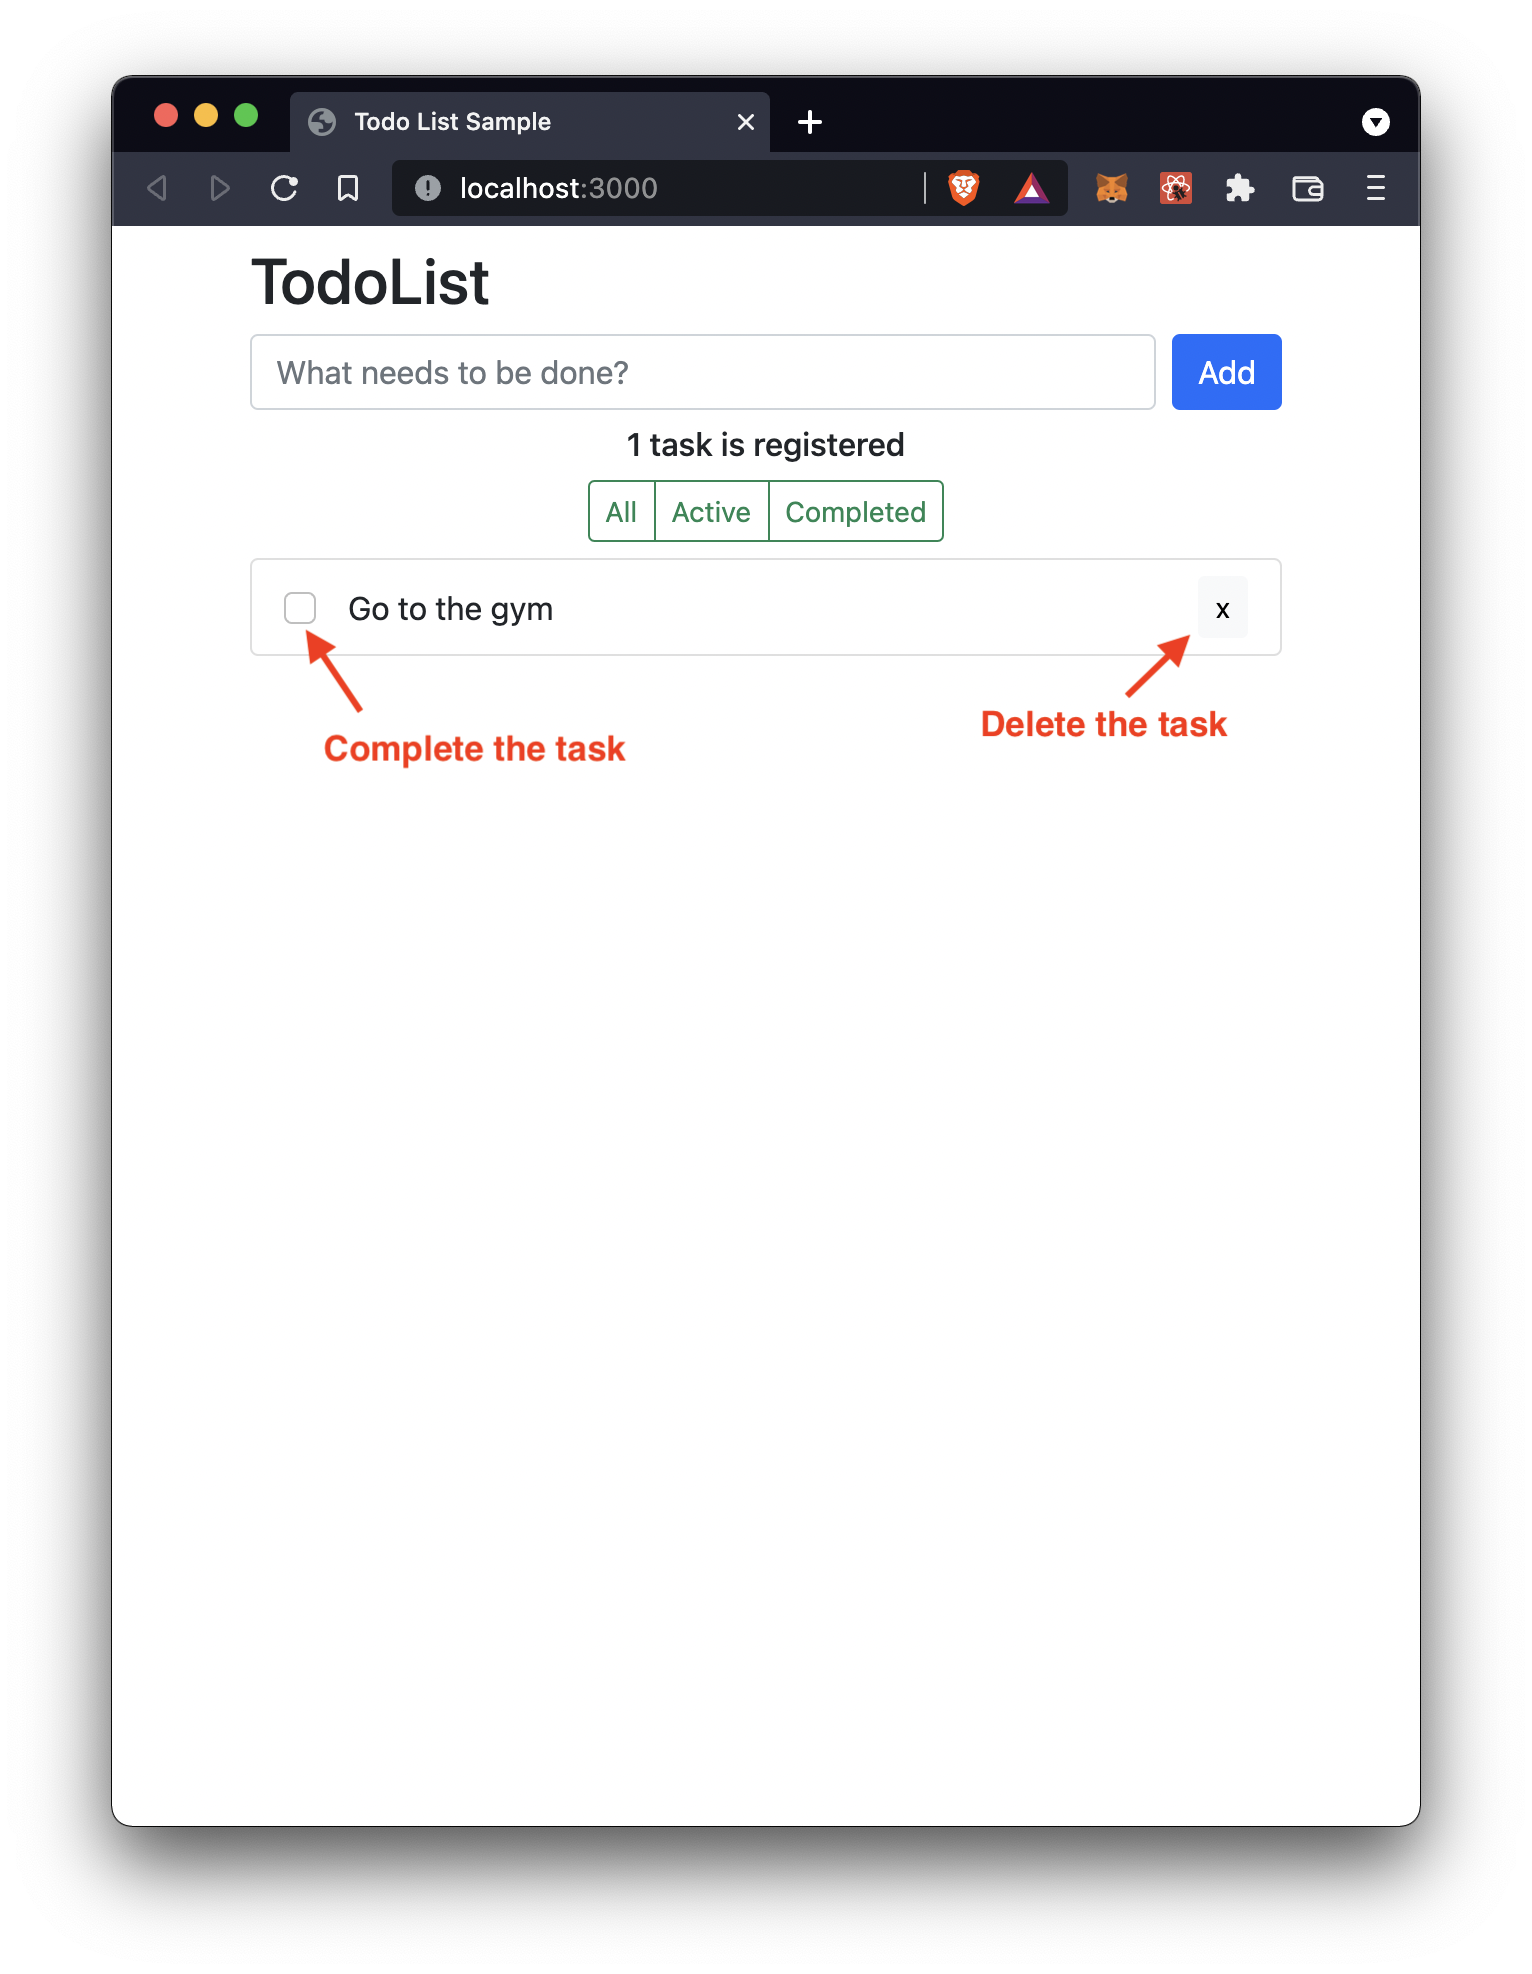 Todo List Sample
localhost:3000
TodoList
What needs to be done?
Add
1 task is registered
All
Active
Completed
Go to the gym
x
Complete the task
Delete the task